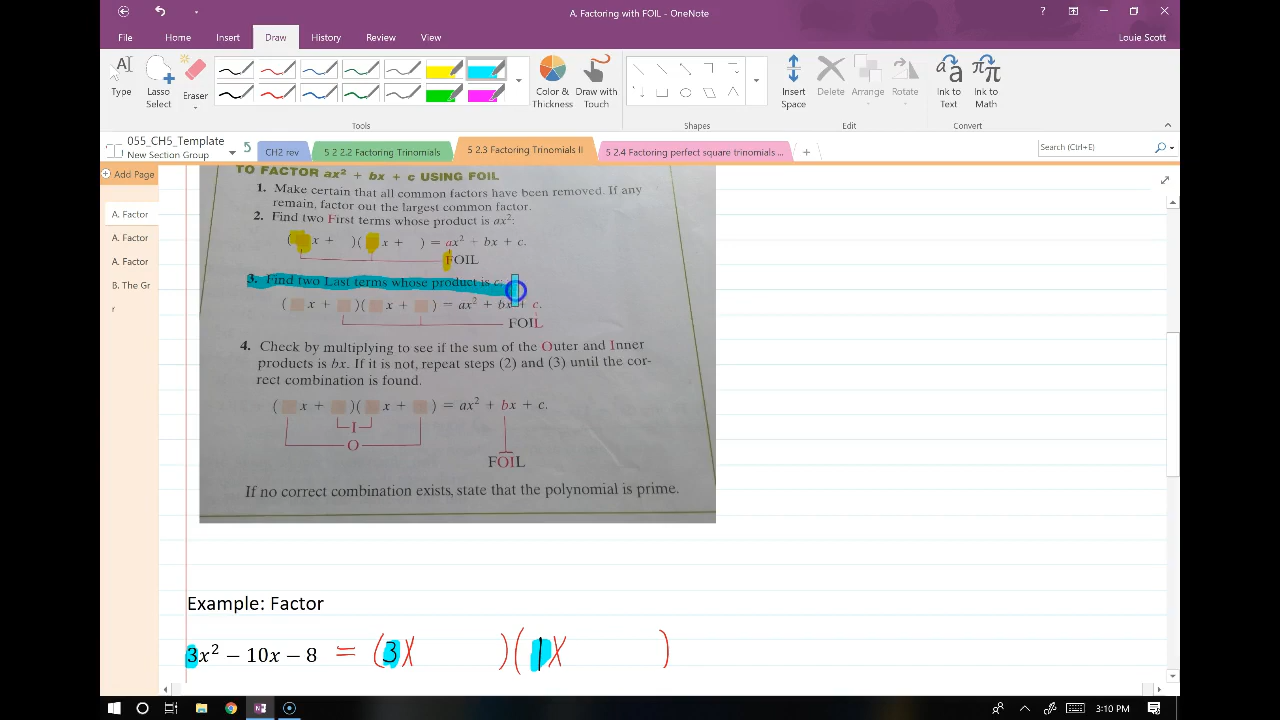 A. Factoring with FOIL - OneNote
File Home Insert Draw History Review View
Louie Scott
Type
Lasso Select
Eraser
Color & Thickness
Draw with Touch
Insert Space
Delete
Arrange
Rotate
Ink to Text
Ink to Math
Tools
Shapes
Edit
Convert
055_CH5_Template
New Section Group
CH2 rev
5 2 2.2 Factoring Trinomials
5 2.3 Factoring Trinomials II
5 2.4 Factoring perfect square trinomials ...
Search (Ctrl+E)
Add Page
A. Factor
A. Factor
A. Factor
B. The Gr
r
TO FACTOR ax² + bx + c USING FOIL
1. Make certain that all common factors have been removed. If any
remain, factor out the largest common factor.
2. Find two First terms whose product is ax²:
( x + )( x + ) = ax² + bx + c.
FOIL
3. Find two Last terms whose product is c:
( x + )( x + ) = ax² + bx + c.
FOIL
4. Check by multiplying to see if the sum of the Outer and Inner
products is bx. If it is not, repeat steps (2) and (3) until the cor-
rect combination is found.
( x + )( x + ) = ax² + bx + c.
I
O
FOIL
If no correct combination exists, state that the polynomial is prime.
Example: Factor
3x² − 10x − 8 = (3x )(1x )
3:10 PM